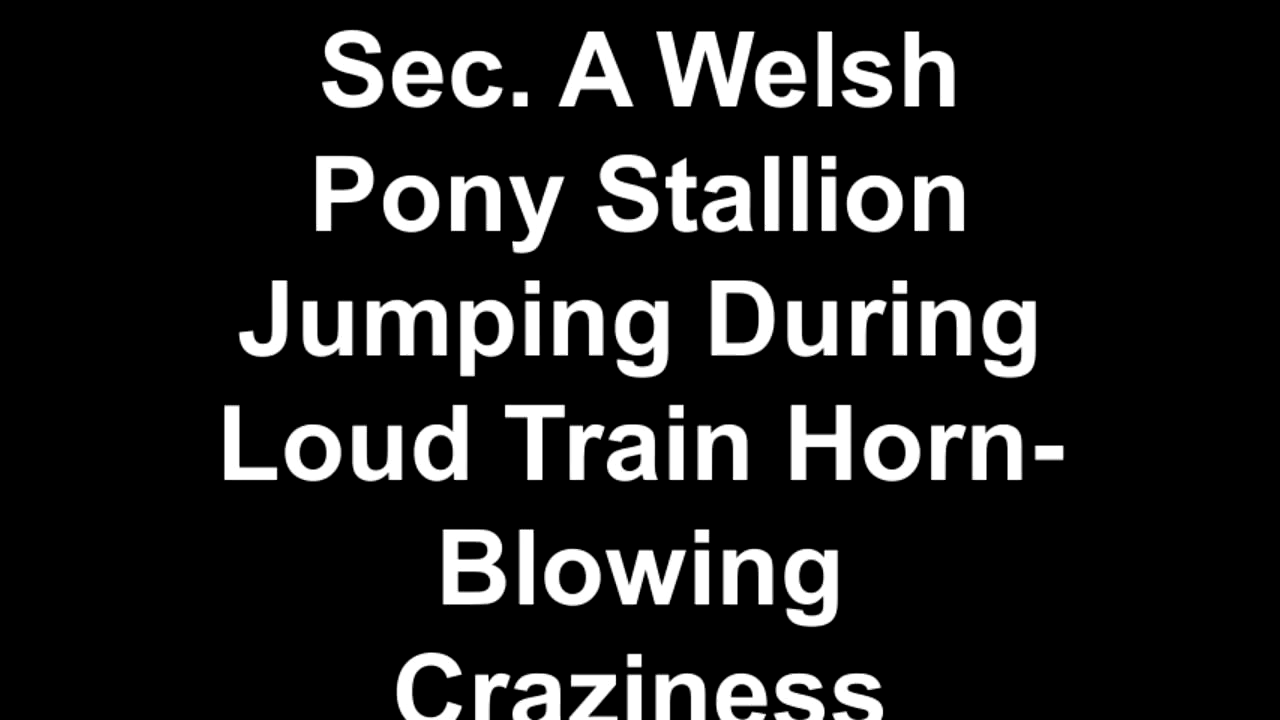 Sec. A Welsh
Pony Stallion
Jumping During
Loud Train Horn-
Blowing
Craziness